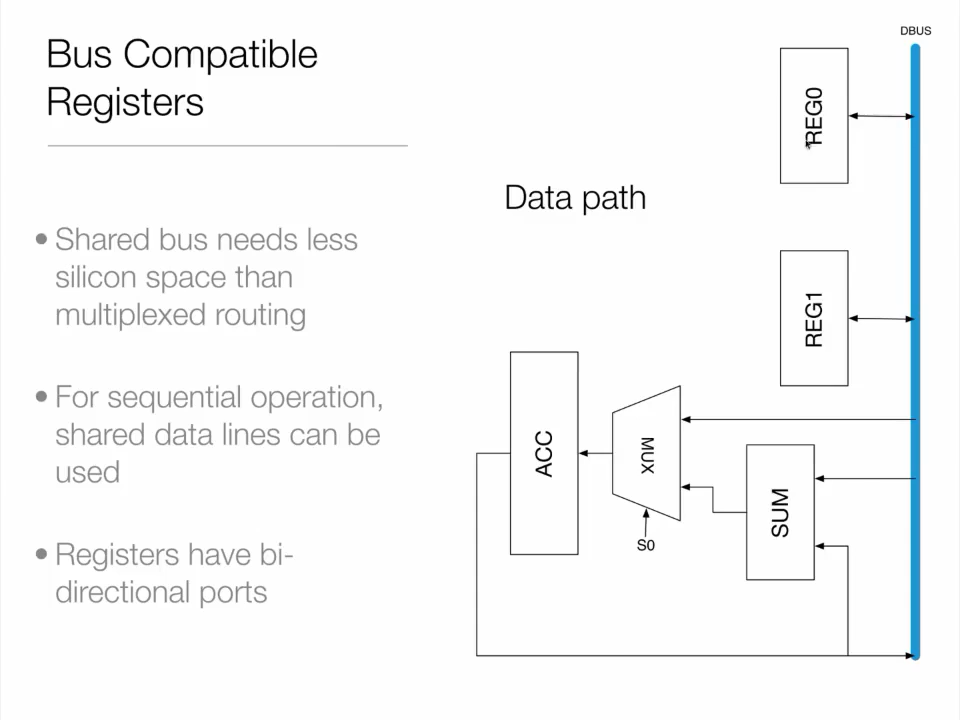 Bus Compatible
Registers
• Shared bus needs less
silicon space than
multiplexed routing
• For sequential operation,
shared data lines can be
used
• Registers have bi-
directional ports
Data path
DBUS
REG0
REG1
ACC
MUX
S0
SUM